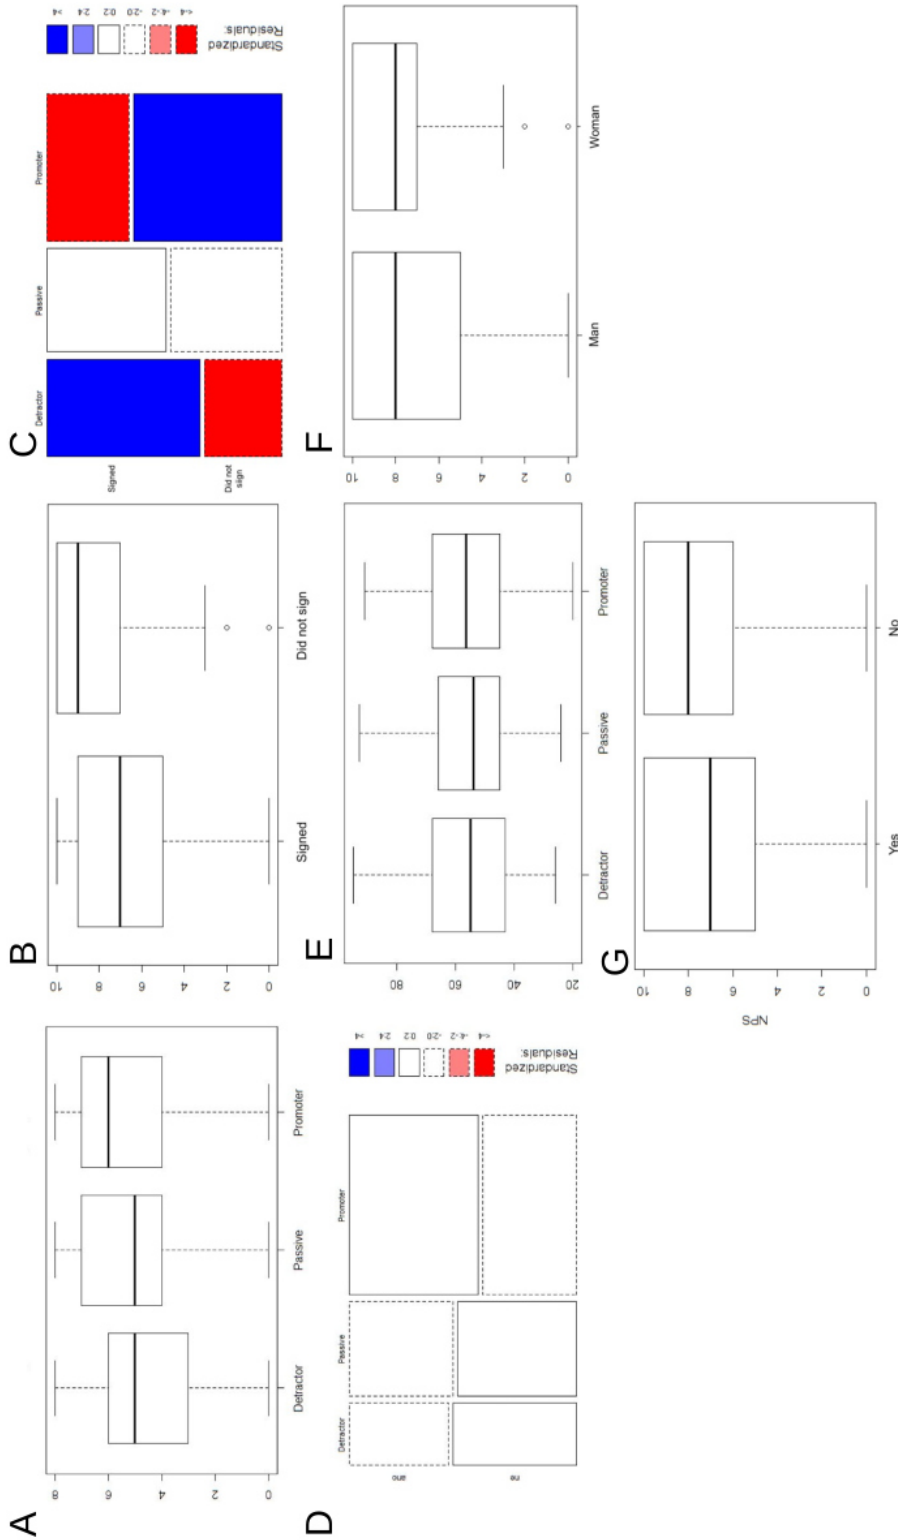 A
8
6
4
2
0
Detractor
Passive
Promoter
B
10
8
6
4
2
0
Signed
Did not sign
C
Detractor
Passive
Promoter
Signed
Did not
siign
Standardized
Residuals:
<-4
-4:-2
-2:0
0:2
2:4
>4
D
Detractor
Passive
Promoter
ano
ne
Standardized
Residuals:
<-4
-4:-2
-2:0
0:2
2:4
>4
E
80
60
40
20
Detractor
Passive
Promoter
F
10
8
6
4
2
0
Man
Woman
G
NPS
10
8
6
4
2
0
Yes
No